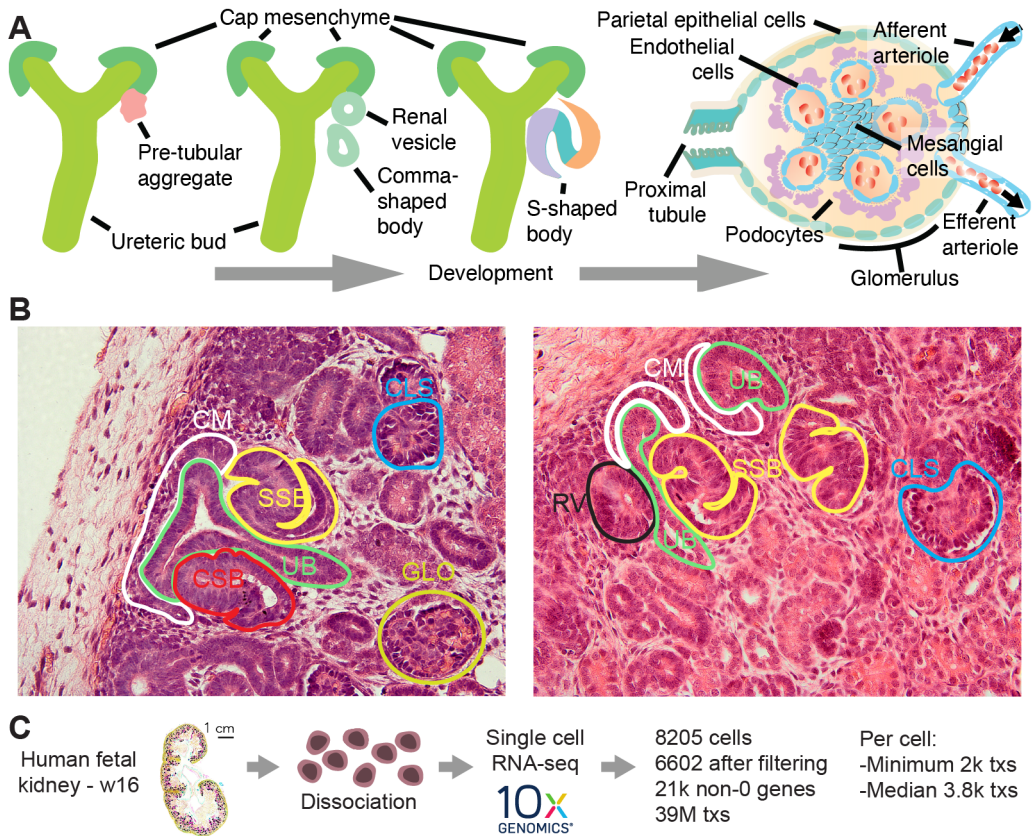 A
Cap mesenchyme
Pre-tubular
aggregate
Ureteric bud
Renal
vesicle
Comma-
shaped
body
S-shaped
body
Development
Parietal epithelial cells
Endothelial
cells
Afferent
arteriole
Mesangial
cells
Proximal
tubule
Podocytes
Efferent
arteriole
Glomerulus
B
CM
SSB
CLS
UB
CSB
GLO
CM
UB
SSB
CLS
RV
UB
C
Human fetal
kidney - w16
1 cm
Dissociation
Single cell
RNA-seq
10x
GENOMICS®
8205 cells
6602 after filtering
21k non-0 genes
39M txs
Per cell:
-Minimum 2k txs
-Median 3.8k txs